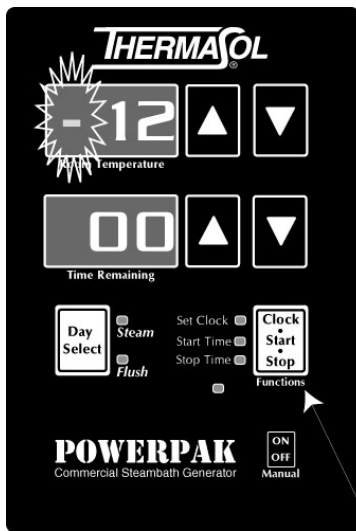 THERMASOL
®
- 12
Room Temperature
00
Time Remaining
Day
Select
Steam
Flush
Set Clock
Start Time
Stop Time
Clock
•
Start
•
Stop
Functions
POWERPAK
Commercial Steambath Generator
ON
OFF
Manual